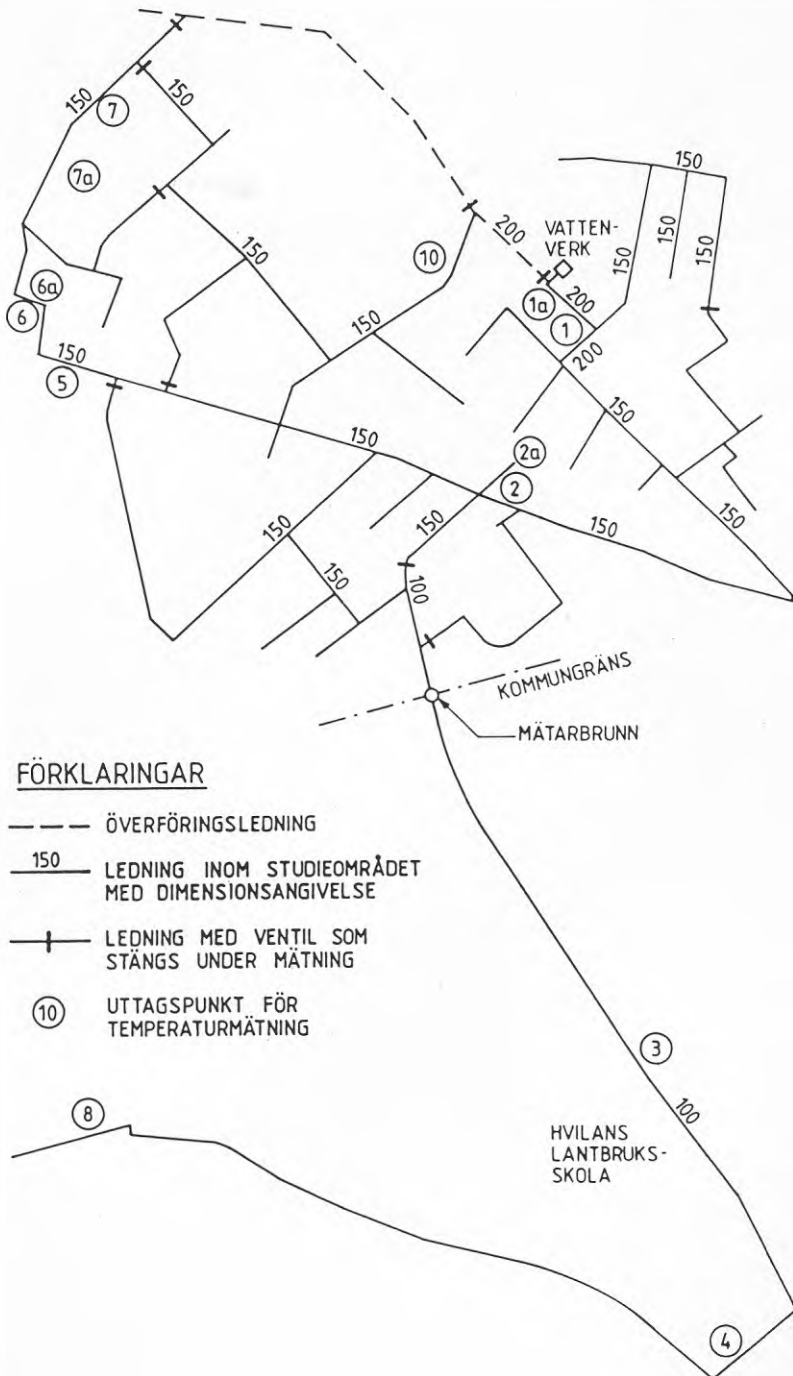 150
7
150
7a
150
10
200
VATTEN-
VERK
150
150
150
6a
1a
200
1
6
150
200
150
5
150
150
2a
2
150
150
150
150
150
100
KOMMUNGRÄNS
MÄTARBRUNN
FÖRKLARINGAR
ÖVERFÖRINGSLEDNING
150 LEDNING INOM STUDIEOMRÅDET
MED DIMENSIONSANGIVELSE
LEDNING MED VENTIL SOM
STÄNGS UNDER MÄTNING
10 UTTAGSPUNKT FÖR
TEMPERATURMÄTNING
3
100
8
HVILANS
LANTBRUKS-
SKOLA
4